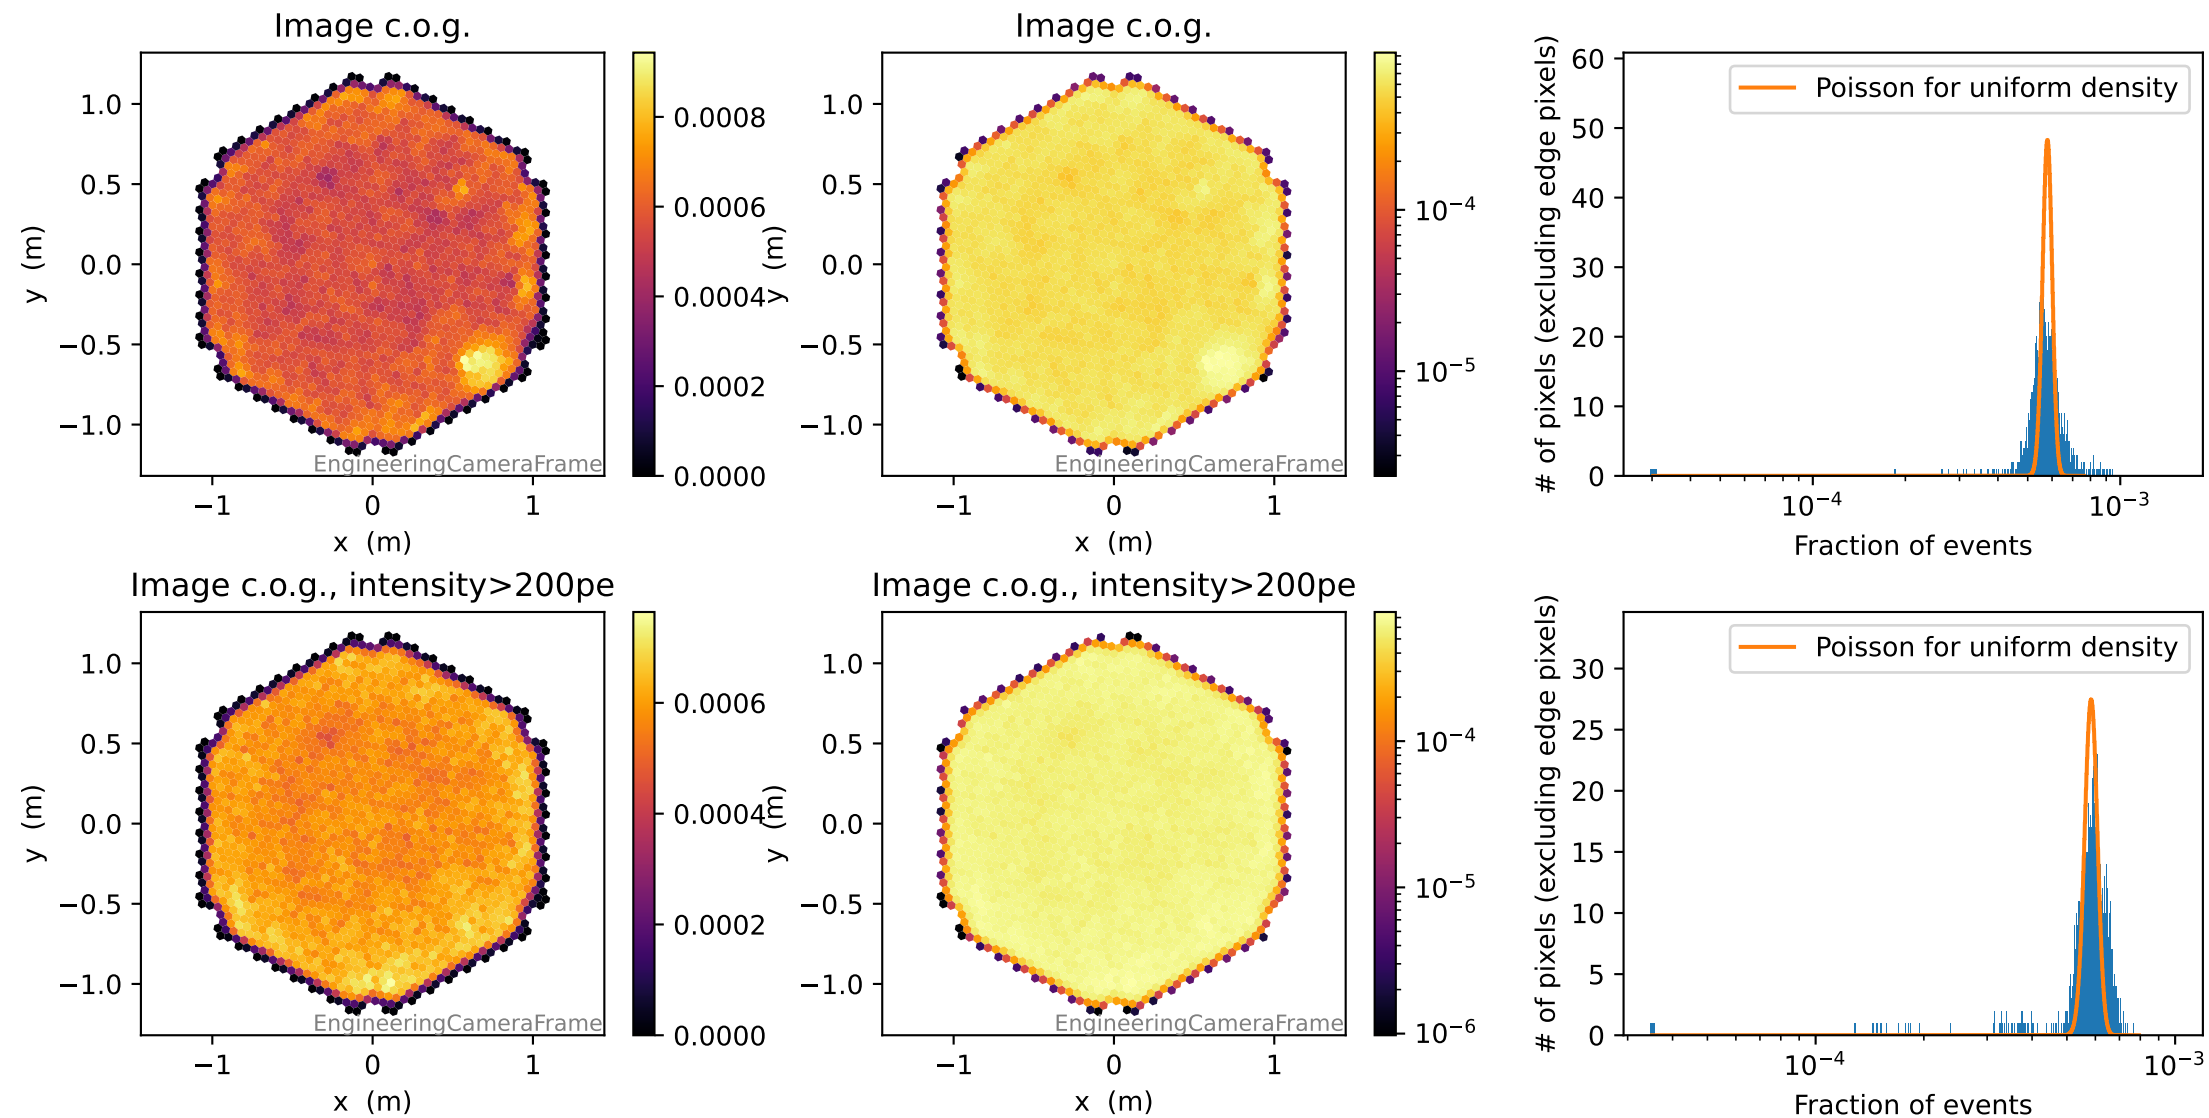 Image c.o.g.
1.0
0.5
0.0
−0.5
−1.0
y (m)
−1
0
1
x (m)
EngineeringCameraFrame
0.0008
0.0006
0.0004
0.0002
0.0000
Image c.o.g.
1.0
0.5
0.0
−0.5
−1.0
y (m)
−1
0
1
x (m)
EngineeringCameraFrame
10⁻⁴
10⁻⁵
# of pixels (excluding edge pixels)
60
50
40
30
20
10
0
Poisson for uniform density
10⁻⁴
10⁻³
Fraction of events
Image c.o.g., intensity>200pe
1.0
0.5
0.0
−0.5
−1.0
y (m)
−1
0
1
x (m)
EngineeringCameraFrame
0.0006
0.0004
0.0002
0.0000
Image c.o.g., intensity>200pe
1.0
0.5
0.0
−0.5
−1.0
y (m)
−1
0
1
x (m)
EngineeringCameraFrame
10⁻⁴
10⁻⁵
10⁻⁶
# of pixels (excluding edge pixels)
30
25
20
15
10
5
0
Poisson for uniform density
10⁻⁴
10⁻³
Fraction of events